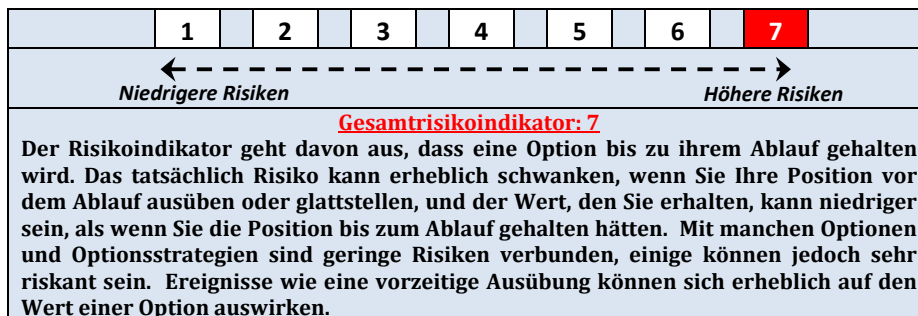 1 2 3 4 5 6 7
Niedrigere Risiken Höhere Risiken
Gesamtrisikoindikator: 7
Der Risikoindikator geht davon aus, dass eine Option bis zu ihrem Ablauf gehalten
wird. Das tatsächlich Risiko kann erheblich schwanken, wenn Sie Ihre Position vor
dem Ablauf ausüben oder glattstellen, und der Wert, den Sie erhalten, kann niedriger
sein, als wenn Sie die Position bis zum Ablauf gehalten hätten. Mit manchen Optionen
und Optionsstrategien sind geringe Risiken verbunden, einige können jedoch sehr
riskant sein. Ereignisse wie eine vorzeitige Ausübung können sich erheblich auf den
Wert einer Option auswirken.